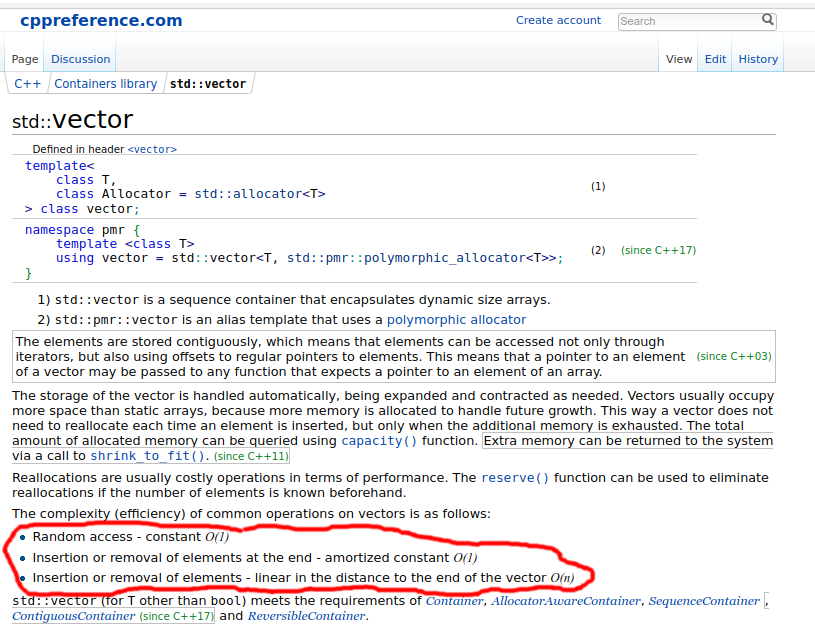 cppreference.com
Create account
Search
Page Discussion
View Edit History
C++ Containers library std::vector
std::vector
Defined in header <vector>
template<
class T,
class Allocator = std::allocator<T>
> class vector;
(1)
namespace pmr {
template <class T>
using vector = std::vector<T, std::pmr::polymorphic_allocator<T>>;
}
(2) (since C++17)
1) std::vector is a sequence container that encapsulates dynamic size arrays.
2) std::pmr::vector is an alias template that uses a polymorphic allocator
The elements are stored contiguously, which means that elements can be accessed not only through
iterators, but also using offsets to regular pointers to elements. This means that a pointer to an element
of a vector may be passed to any function that expects a pointer to an element of an array.
(since C++03)
The storage of the vector is handled automatically, being expanded and contracted as needed. Vectors usually occupy
more space than static arrays, because more memory is allocated to handle future growth. This way a vector does not
need to reallocate each time an element is inserted, but only when the additional memory is exhausted. The total
amount of allocated memory can be queried using capacity() function. Extra memory can be returned to the system
via a call to shrink_to_fit(). (since C++11)
Reallocations are usually costly operations in terms of performance. The reserve() function can be used to eliminate
reallocations if the number of elements is known beforehand.
The complexity (efficiency) of common operations on vectors is as follows:
• Random access - constant O(1)
• Insertion or removal of elements at the end - amortized constant O(1)
• Insertion or removal of elements - linear in the distance to the end of the vector O(n)
std::vector (for T other than bool) meets the requirements of Container, AllocatorAwareContainer, SequenceContainer ,
ContiguousContainer (since C++17) and ReversibleContainer.